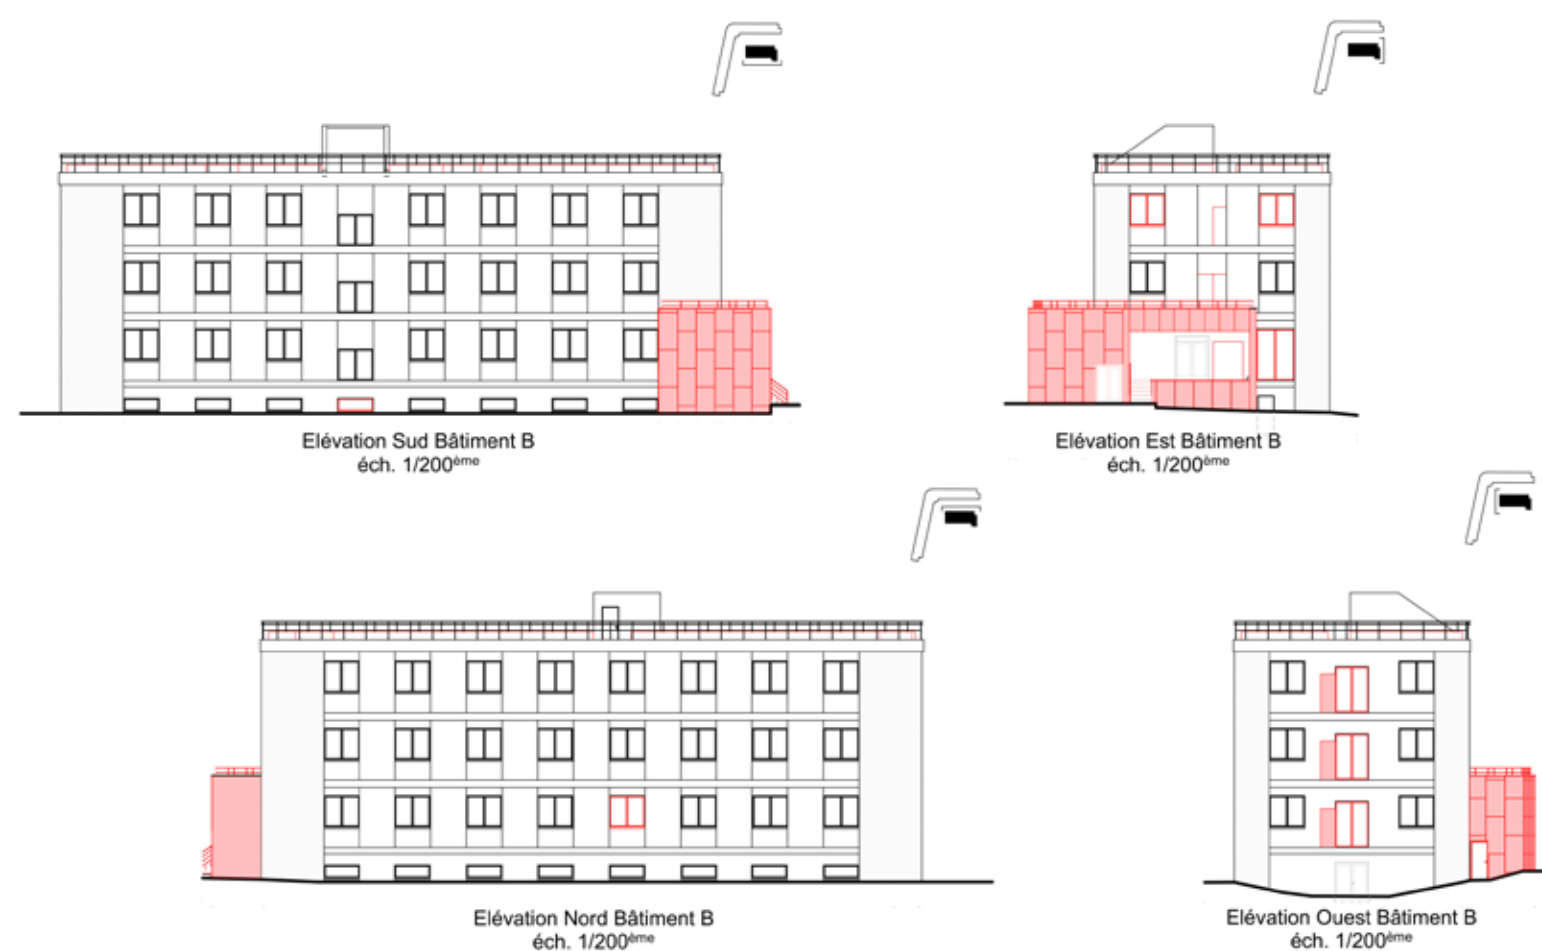 Elévation Sud Bâtiment B
éch. 1/200ème
Elévation Est Bâtiment B
éch. 1/200ème
Elévation Nord Bâtiment B
éch. 1/200ème
Elévation Ouest Bâtiment B
éch. 1/200ème